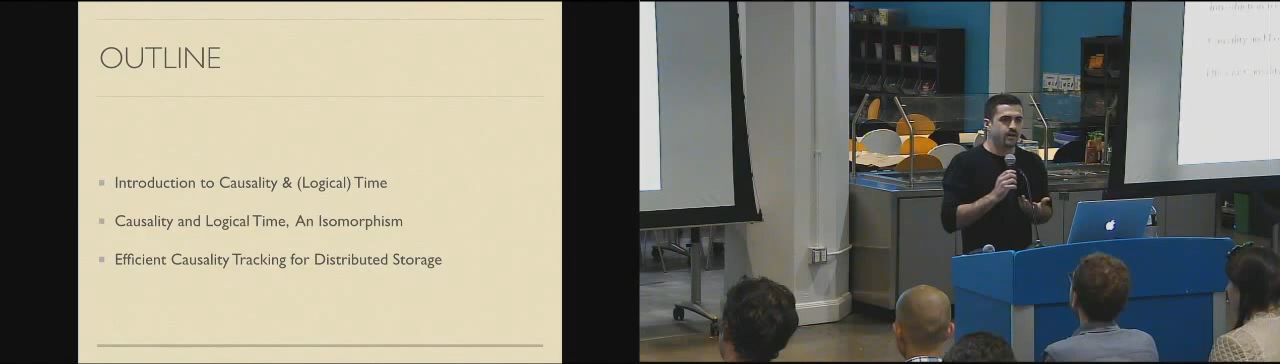 OUTLINE
Introduction to Causality & (Logical) Time
Causality and Logical Time, An Isomorphism
Efficient Causality Tracking for Distributed Storage